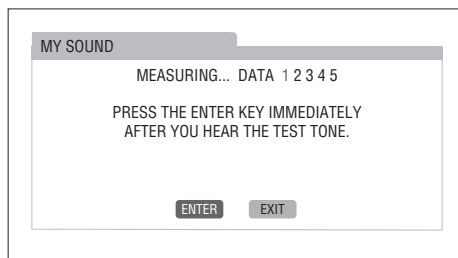 MY SOUND
MEASURING... DATA 1 2 3 4 5
PRESS THE ENTER KEY IMMEDIATELY
AFTER YOU HEAR THE TEST TONE.
ENTER EXIT